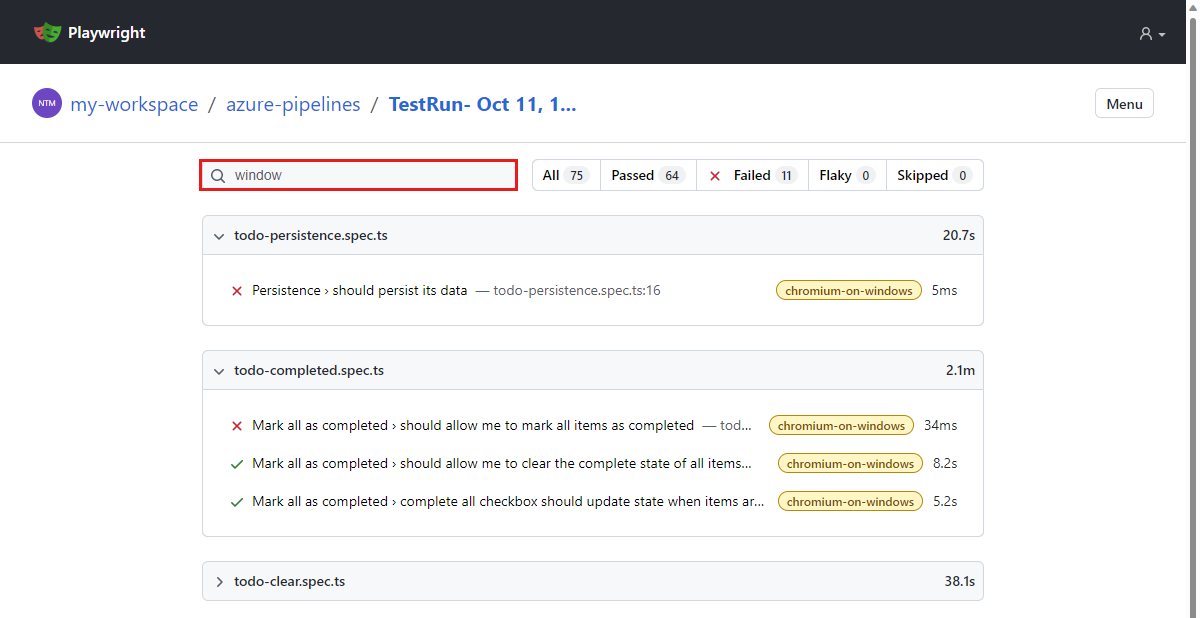 Playwright
NTM my-workspace / azure-pipelines / TestRun- Oct 11, 1...
Menu
window
All 75 Passed 64 Failed 11 Flaky 0 Skipped 0
todo-persistence.spec.ts 20.7s
Persistence › should persist its data — todo-persistence.spec.ts:16 chromium-on-windows 5ms
todo-completed.spec.ts 2.1m
Mark all as completed › should allow me to mark all items as completed — tod... chromium-on-windows 34ms
Mark all as completed › should allow me to clear the complete state of all items... chromium-on-windows 8.2s
Mark all as completed › complete all checkbox should update state when items ar... chromium-on-windows 5.2s
todo-clear.spec.ts 38.1s